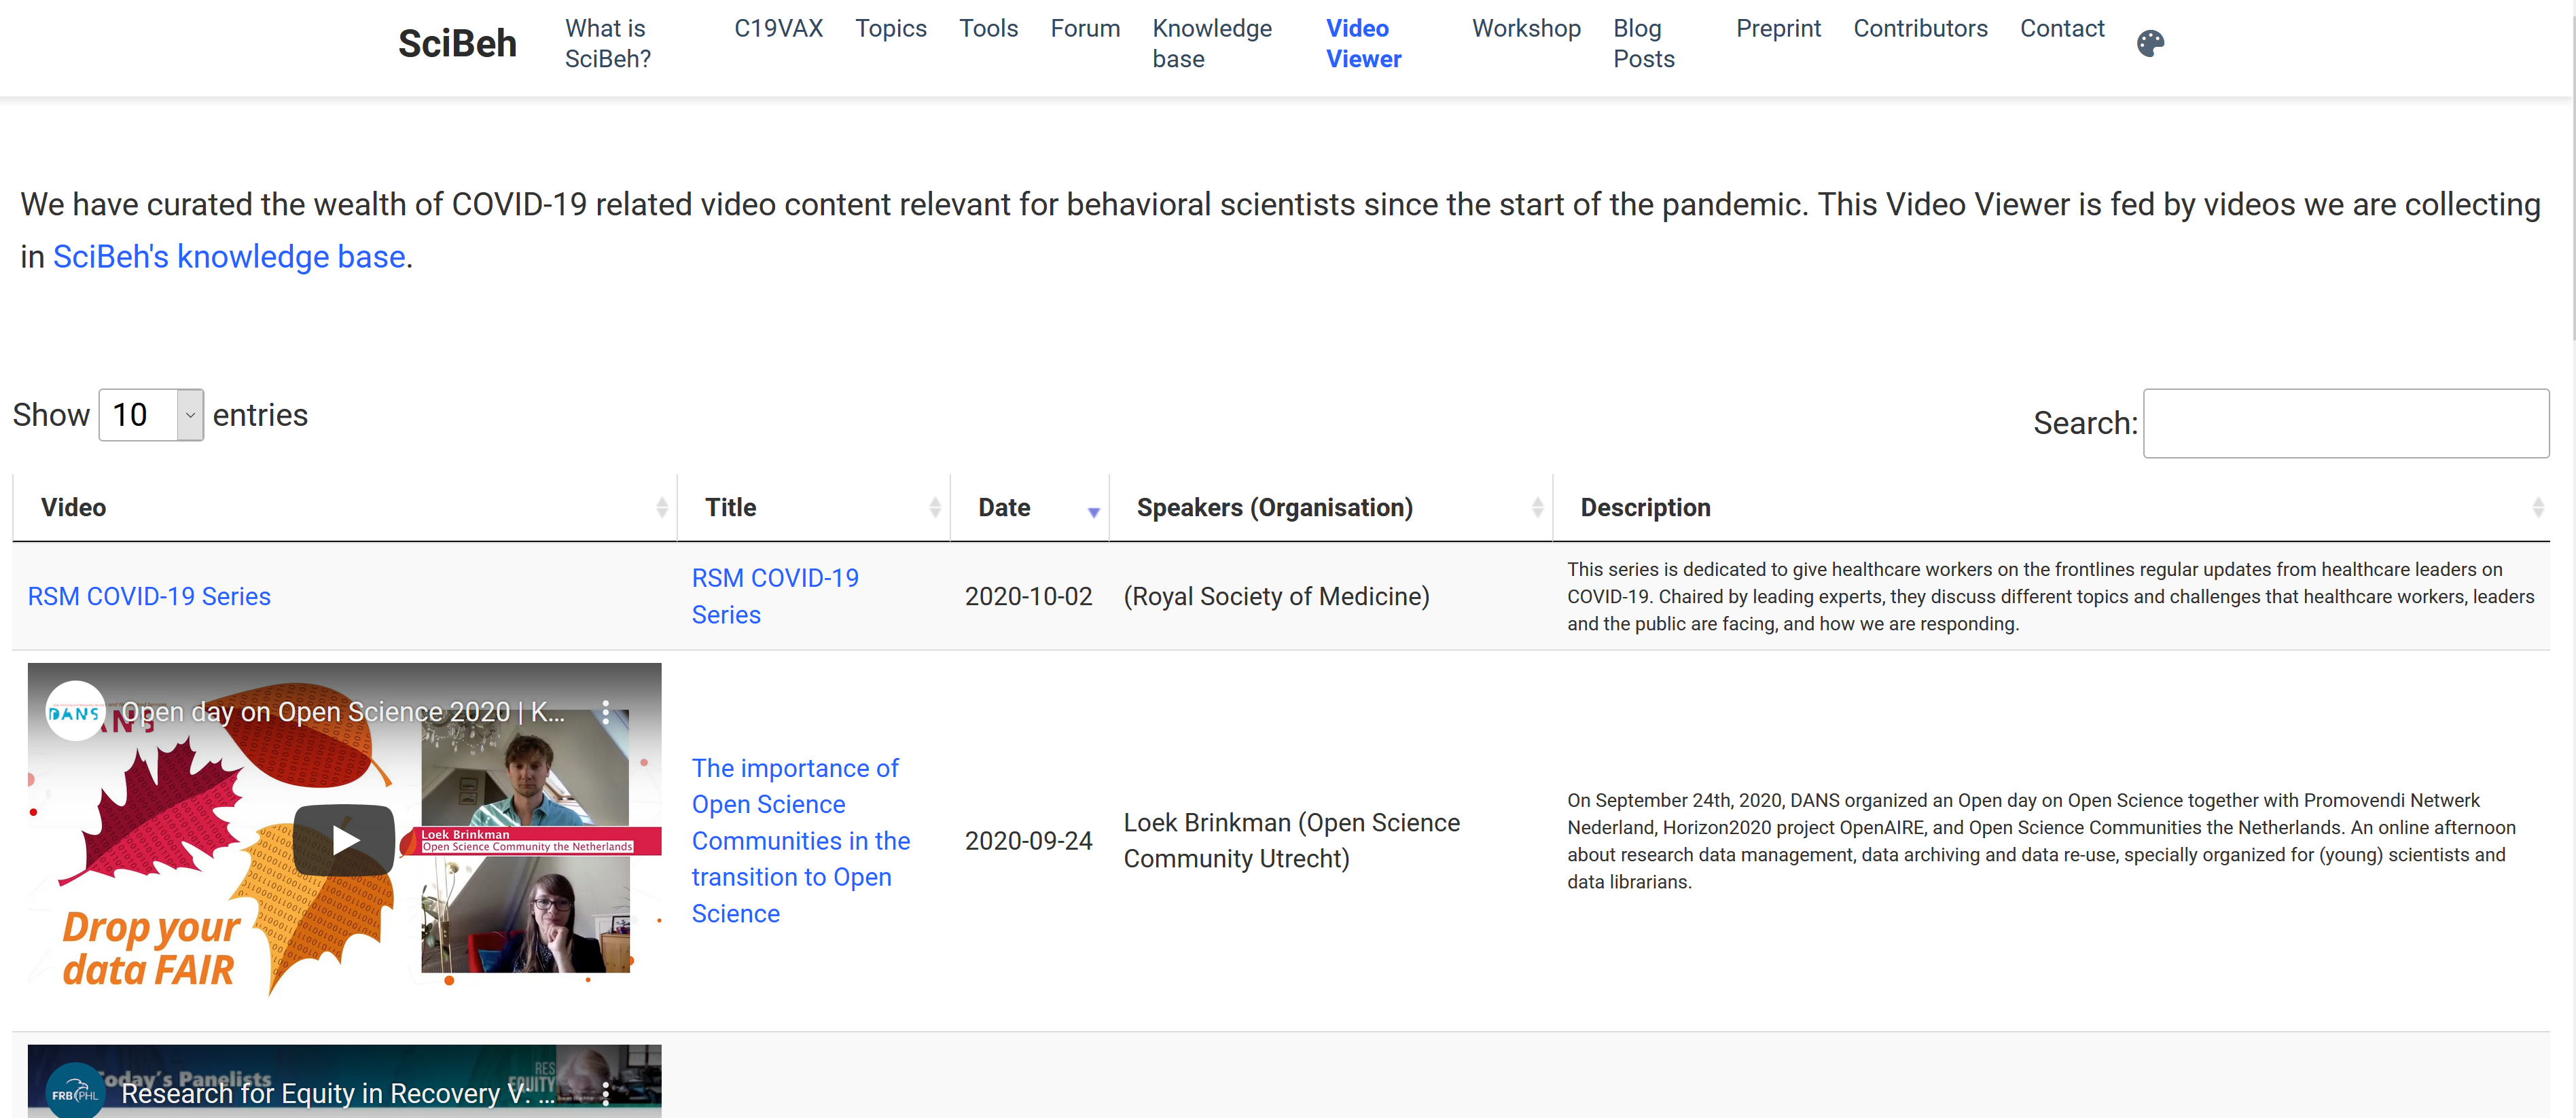 SciBeh
What is
SciBeh?
C19VAX
Topics
Tools
Forum
Knowledge
base
Video
Viewer
Workshop
Blog
Posts
Preprint
Contributors
Contact
We have curated the wealth of COVID-19 related video content relevant for behavioral scientists since the start of the pandemic. This Video Viewer is fed by videos we are collecting
in SciBeh's knowledge base.
Show 10 entries
Search:
Video
Title
Date
Speakers (Organisation)
Description
RSM COVID-19 Series
RSM COVID-19
Series
2020-10-02
(Royal Society of Medicine)
This series is dedicated to give healthcare workers on the frontlines regular updates from healthcare leaders on
COVID-19. Chaired by leading experts, they discuss different topics and challenges that healthcare workers, leaders
and the public are facing, and how we are responding.
DANS
Open day on Open Science 2020 | K...
Loek Brinkman
Open Science Community the Netherlands
Drop your
data FAIR
The importance of
Open Science
Communities in the
transition to Open
Science
2020-09-24
Loek Brinkman (Open Science
Community Utrecht)
On September 24th, 2020, DANS organized an Open day on Open Science together with Promovendi Netwerk
Nederland, Horizon2020 project OpenAIRE, and Open Science Communities the Netherlands. An online afternoon
about research data management, data archiving and data re-use, specially organized for (young) scientists and
data librarians.
Today's Panelists
RES
EQUITY
FRB PHL
Research for Equity in Recovery V: ...